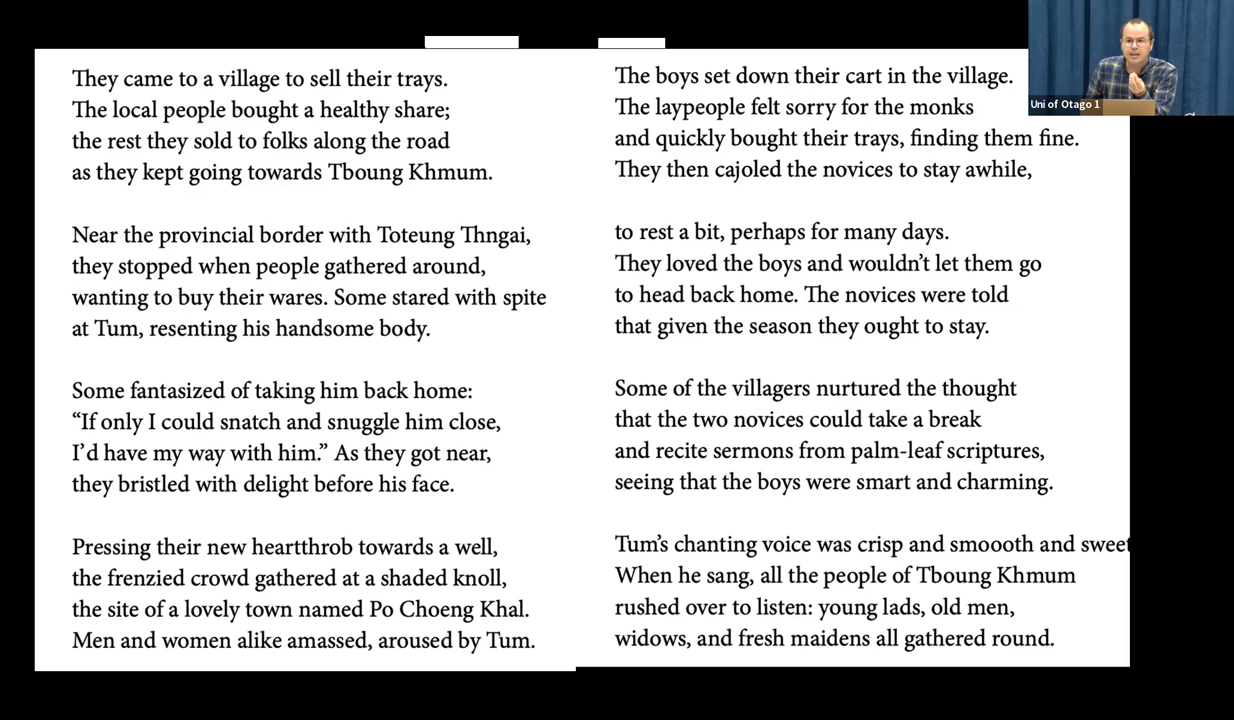 They came to a village to sell their trays.
The local people bought a healthy share;
the rest they sold to folks along the road
as they kept going towards Tboung Khmum.
Near the provincial border with Toteung Thngai,
they stopped when people gathered around,
wanting to buy their wares. Some stared with spite
at Tum, resenting his handsome body.
Some fantasized of taking him back home:
“If only I could snatch and snuggle him close,
I’d have my way with him.” As they got near,
they bristled with delight before his face.
Pressing their new heartthrob towards a well,
the frenzied crowd gathered at a shaded knoll,
the site of a lovely town named Po Choeng Khal.
Men and women alike amassed, aroused by Tum.
The boys set down their cart in the village.
The laypeople felt sorry for the monks
and quickly bought their trays, finding them fine.
They then cajoled the novices to stay awhile,
to rest a bit, perhaps for many days.
They loved the boys and wouldn’t let them go
to head back home. The novices were told
that given the season they ought to stay.
Some of the villagers nurtured the thought
that the two novices could take a break
and recite sermons from palm-leaf scriptures,
seeing that the boys were smart and charming.
Tum’s chanting voice was crisp and smoooth and sweet
When he sang, all the people of Tboung Khmum
rushed over to listen: young lads, old men,
widows, and fresh maidens all gathered round.
Uni of Otago 1